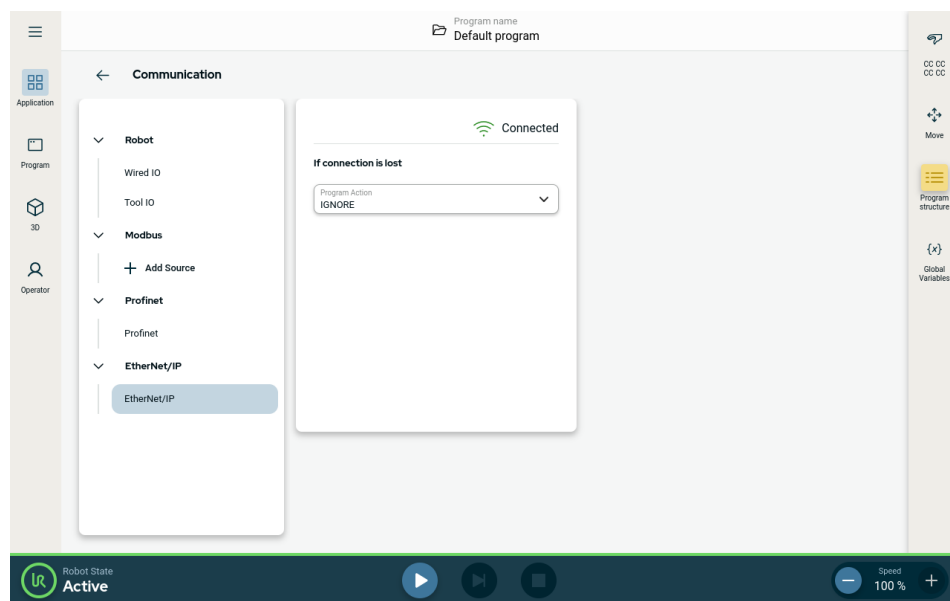 Program name
Default program
Application
Program
3D
Operator
Communication
Robot
Wired IO
Tool IO
Modbus
Add Source
Profinet
Profinet
EtherNet/IP
EtherNet/IP
Connected
If connection is lost
Program Action
IGNORE
CC CC
CC CC
Move
Program
structure
{x}
Global
Variables
UR
Robot State
Active
Speed
100 %